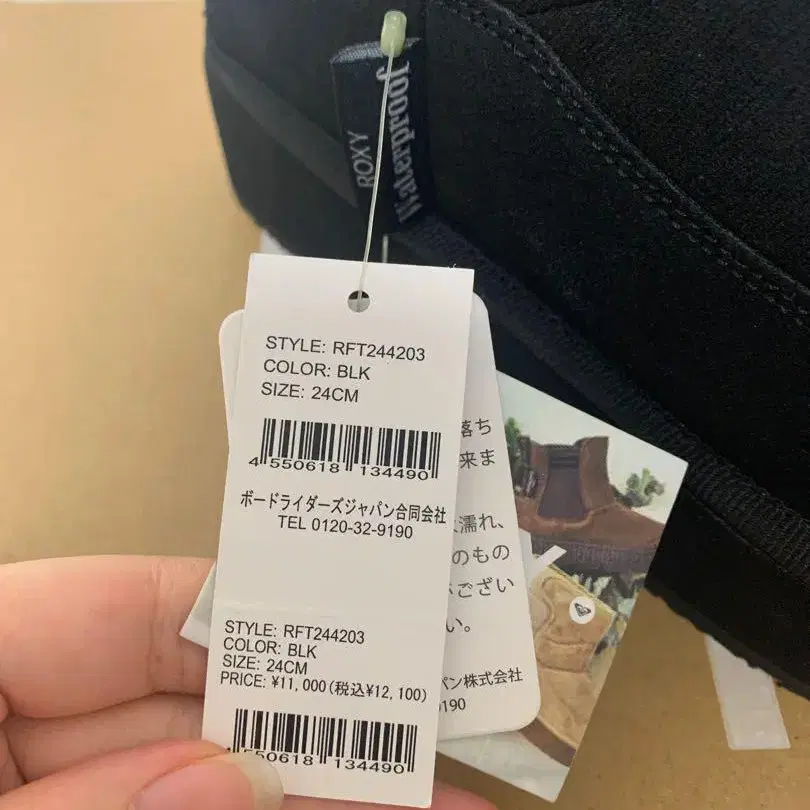 Waterproof
ROXY
STYLE: RFT244203
COLOR: BLK
SIZE: 24CM
4 550618 134490
ボードライダーズジャパン合同会社
TEL 0120-32-9190
STYLE: RFT244203
COLOR: BLK
SIZE: 24CM
PRICE: ¥11,000(税込¥12,100)
4 550618 134490
落ち
来ま
濡れ、
のもの
ござい
い。
パン株式会社
190